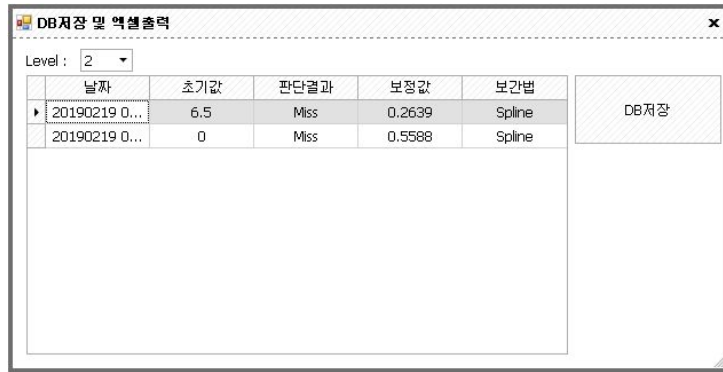 DB저장 및 엑셀출력
Level : 2
날짜 초기값 판단결과 보정값 보간법
20190219 0... 6.5 Miss 0.2639 Spline
20190219 0... 0 Miss 0.5588 Spline
DB저장